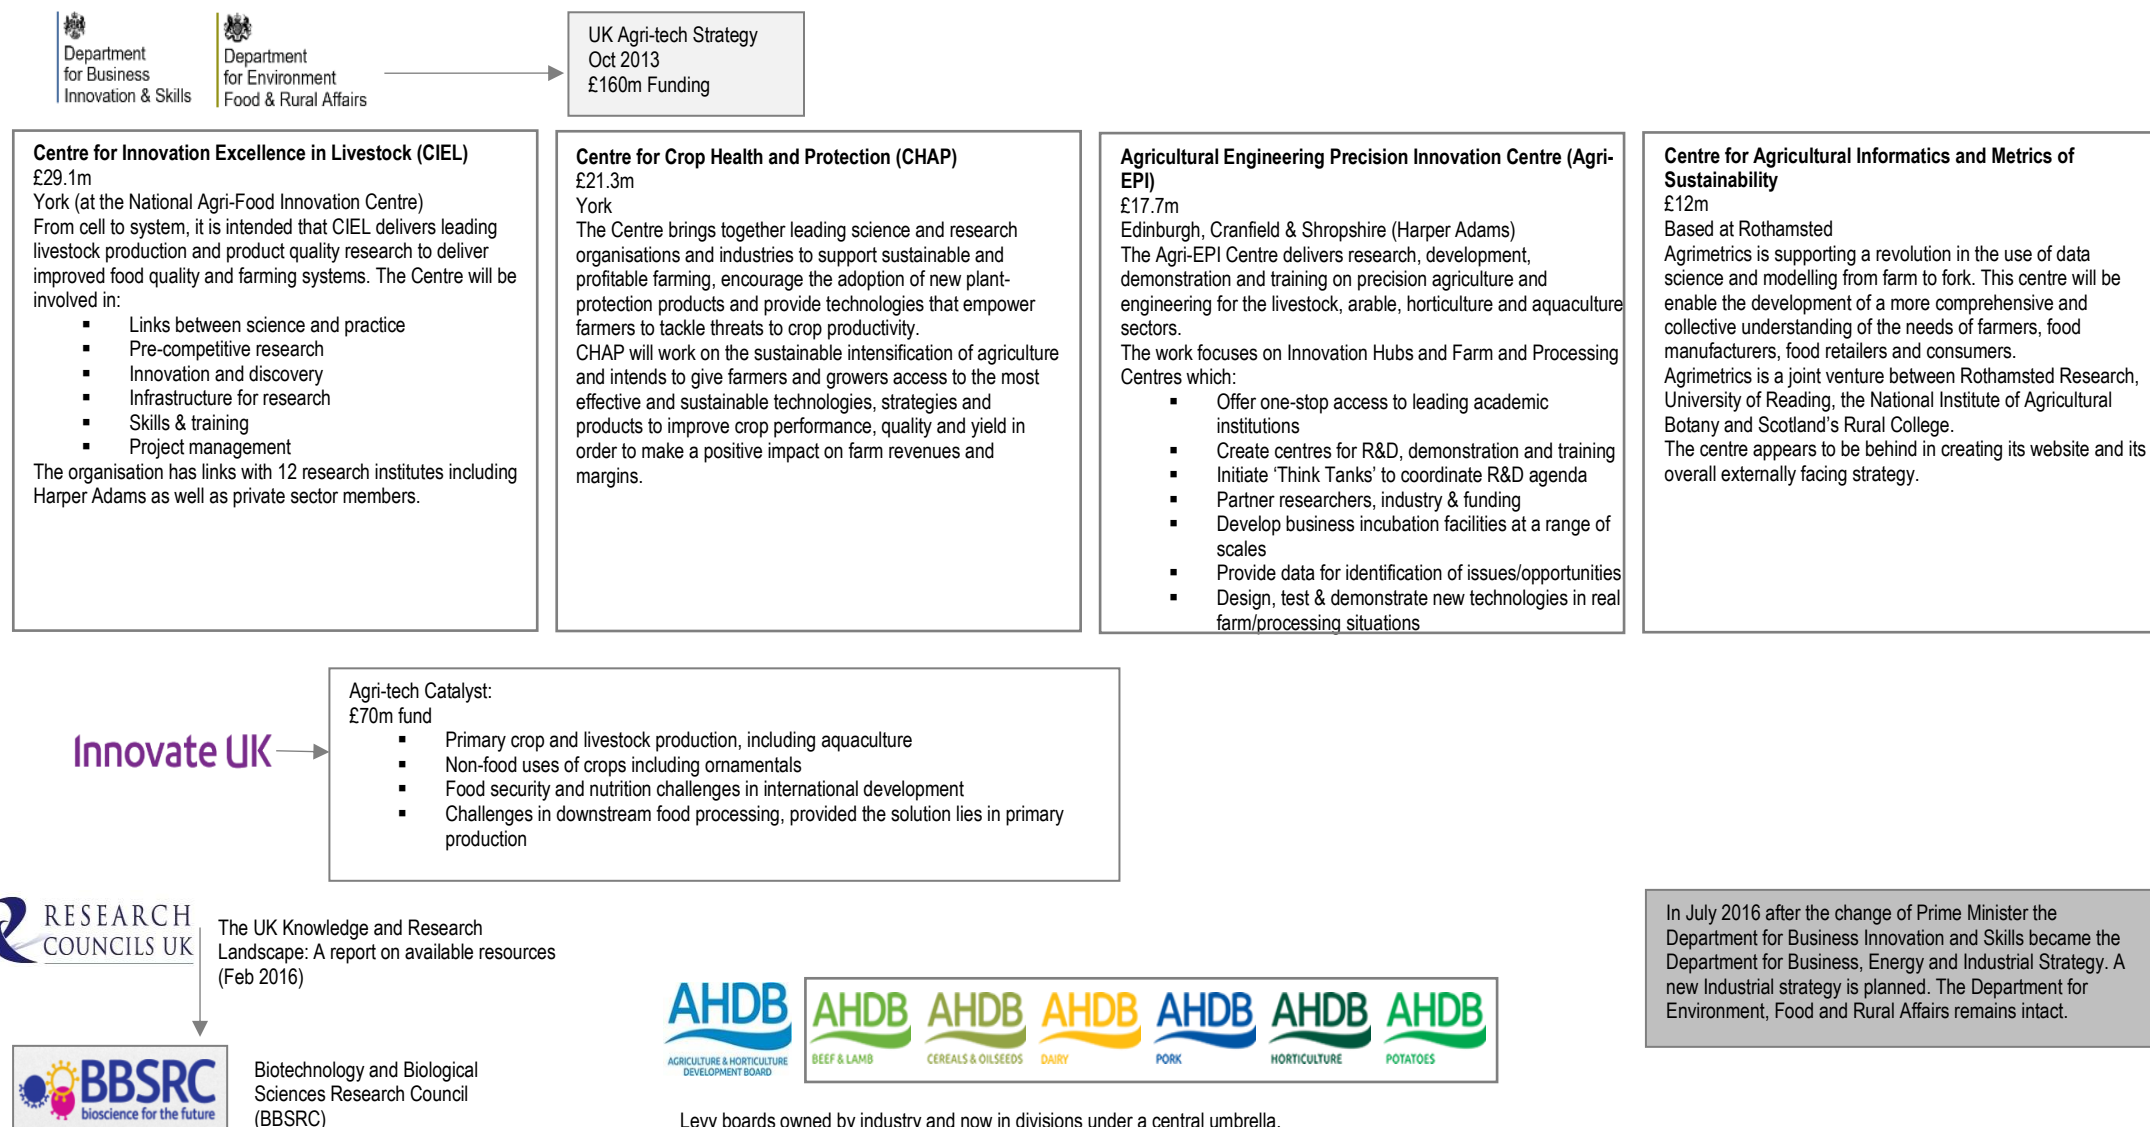 Department
for Business
Innovation & Skills
Department
for Environment
Food & Rural Affairs
UK Agri-tech Strategy
Oct 2013
£160m Funding
Centre for Innovation Excellence in Livestock (CIEL)
£29.1m
York (at the National Agri-Food Innovation Centre)
From cell to system, it is intended that CIEL delivers leading
livestock production and product quality research to deliver
improved food quality and farming systems. The Centre will be
involved in:
▪ Links between science and practice
▪ Pre-competitive research
▪ Innovation and discovery
▪ Infrastructure for research
▪ Skills & training
▪ Project management
The organisation has links with 12 research institutes including
Harper Adams as well as private sector members.
Centre for Crop Health and Protection (CHAP)
£21.3m
York
The Centre brings together leading science and research
organisations and industries to support sustainable and
profitable farming, encourage the adoption of new plant-
protection products and provide technologies that empower
farmers to tackle threats to crop productivity.
CHAP will work on the sustainable intensification of agriculture
and intends to give farmers and growers access to the most
effective and sustainable technologies, strategies and
products to improve crop performance, quality and yield in
order to make a positive impact on farm revenues and
margins.
Agricultural Engineering Precision Innovation Centre (Agri-
EPI)
£17.7m
Edinburgh, Cranfield & Shropshire (Harper Adams)
The Agri-EPI Centre delivers research, development,
demonstration and training on precision agriculture and
engineering for the livestock, arable, horticulture and aquaculture
sectors.
The work focuses on Innovation Hubs and Farm and Processing
Centres which:
▪ Offer one-stop access to leading academic
institutions
▪ Create centres for R&D, demonstration and training
▪ Initiate ‘Think Tanks’ to coordinate R&D agenda
▪ Partner researchers, industry & funding
▪ Develop business incubation facilities at a range of
scales
▪ Provide data for identification of issues/opportunities
▪ Design, test & demonstrate new technologies in real
farm/processing situations
Centre for Agricultural Informatics and Metrics of
Sustainability
£12m
Based at Rothamsted
Agrimetrics is supporting a revolution in the use of data
science and modelling from farm to fork. This centre will be
enable the development of a more comprehensive and
collective understanding of the needs of farmers, food
manufacturers, food retailers and consumers.
Agrimetrics is a joint venture between Rothamsted Research,
University of Reading, the National Institute of Agricultural
Botany and Scotland’s Rural College.
The centre appears to be behind in creating its website and its
overall externally facing strategy.
Innovate UK
Agri-tech Catalyst:
£70m fund
▪ Primary crop and livestock production, including aquaculture
▪ Non-food uses of crops including ornamentals
▪ Food security and nutrition challenges in international development
▪ Challenges in downstream food processing, provided the solution lies in primary
production
RESEARCH
COUNCILS UK
The UK Knowledge and Research
Landscape: A report on available resources
(Feb 2016)
BBSRC
bioscience for the future
Biotechnology and Biological
Sciences Research Council
(BBSRC)
AHDB
AGRICULTURE & HORTICULTURE
DEVELOPMENT BOARD
AHDB
BEEF & LAMB
AHDB
CEREALS & OILSEEDS
AHDB
DAIRY
AHDB
PORK
AHDB
HORTICULTURE
AHDB
POTATOES
Levy boards owned by industry and now in divisions under a central umbrella.
In July 2016 after the change of Prime Minister the
Department for Business Innovation and Skills became the
Department for Business, Energy and Industrial Strategy. A
new Industrial strategy is planned. The Department for
Environment, Food and Rural Affairs remains intact.